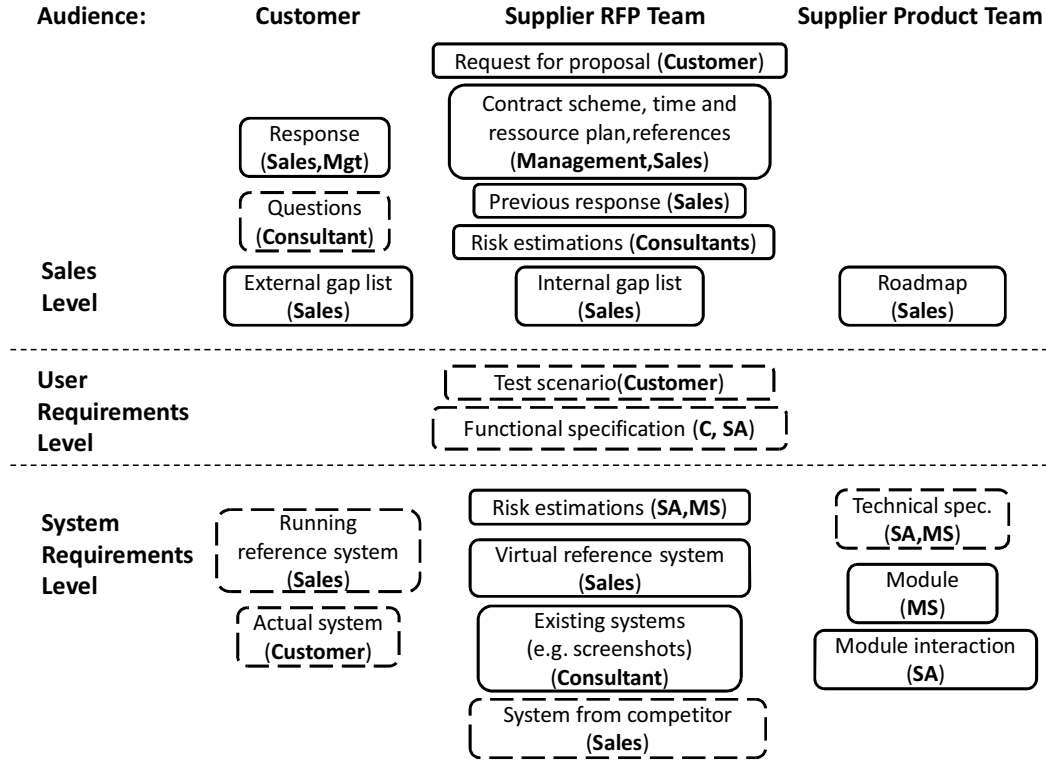 Audience: Customer Supplier RFP Team Supplier Product Team
Request for proposal (Customer)
Contract scheme, time and
ressource plan,references
(Management,Sales)
Response
(Sales,Mgt)
Previous response (Sales)
Questions
(Consultant)
Risk estimations (Consultants)
Sales
Level
External gap list
(Sales)
Internal gap list
(Sales)
Roadmap
(Sales)
User
Requirements
Level
Test scenario(Customer)
Functional specification (C, SA)
System
Requirements
Level
Running
reference system
(Sales)
Actual system
(Customer)
Risk estimations (SA,MS)
Virtual reference system
(Sales)
Existing systems
(e.g. screenshots)
(Consultant)
System from competitor
(Sales)
Technical spec.
(SA,MS)
Module
(MS)
Module interaction
(SA)